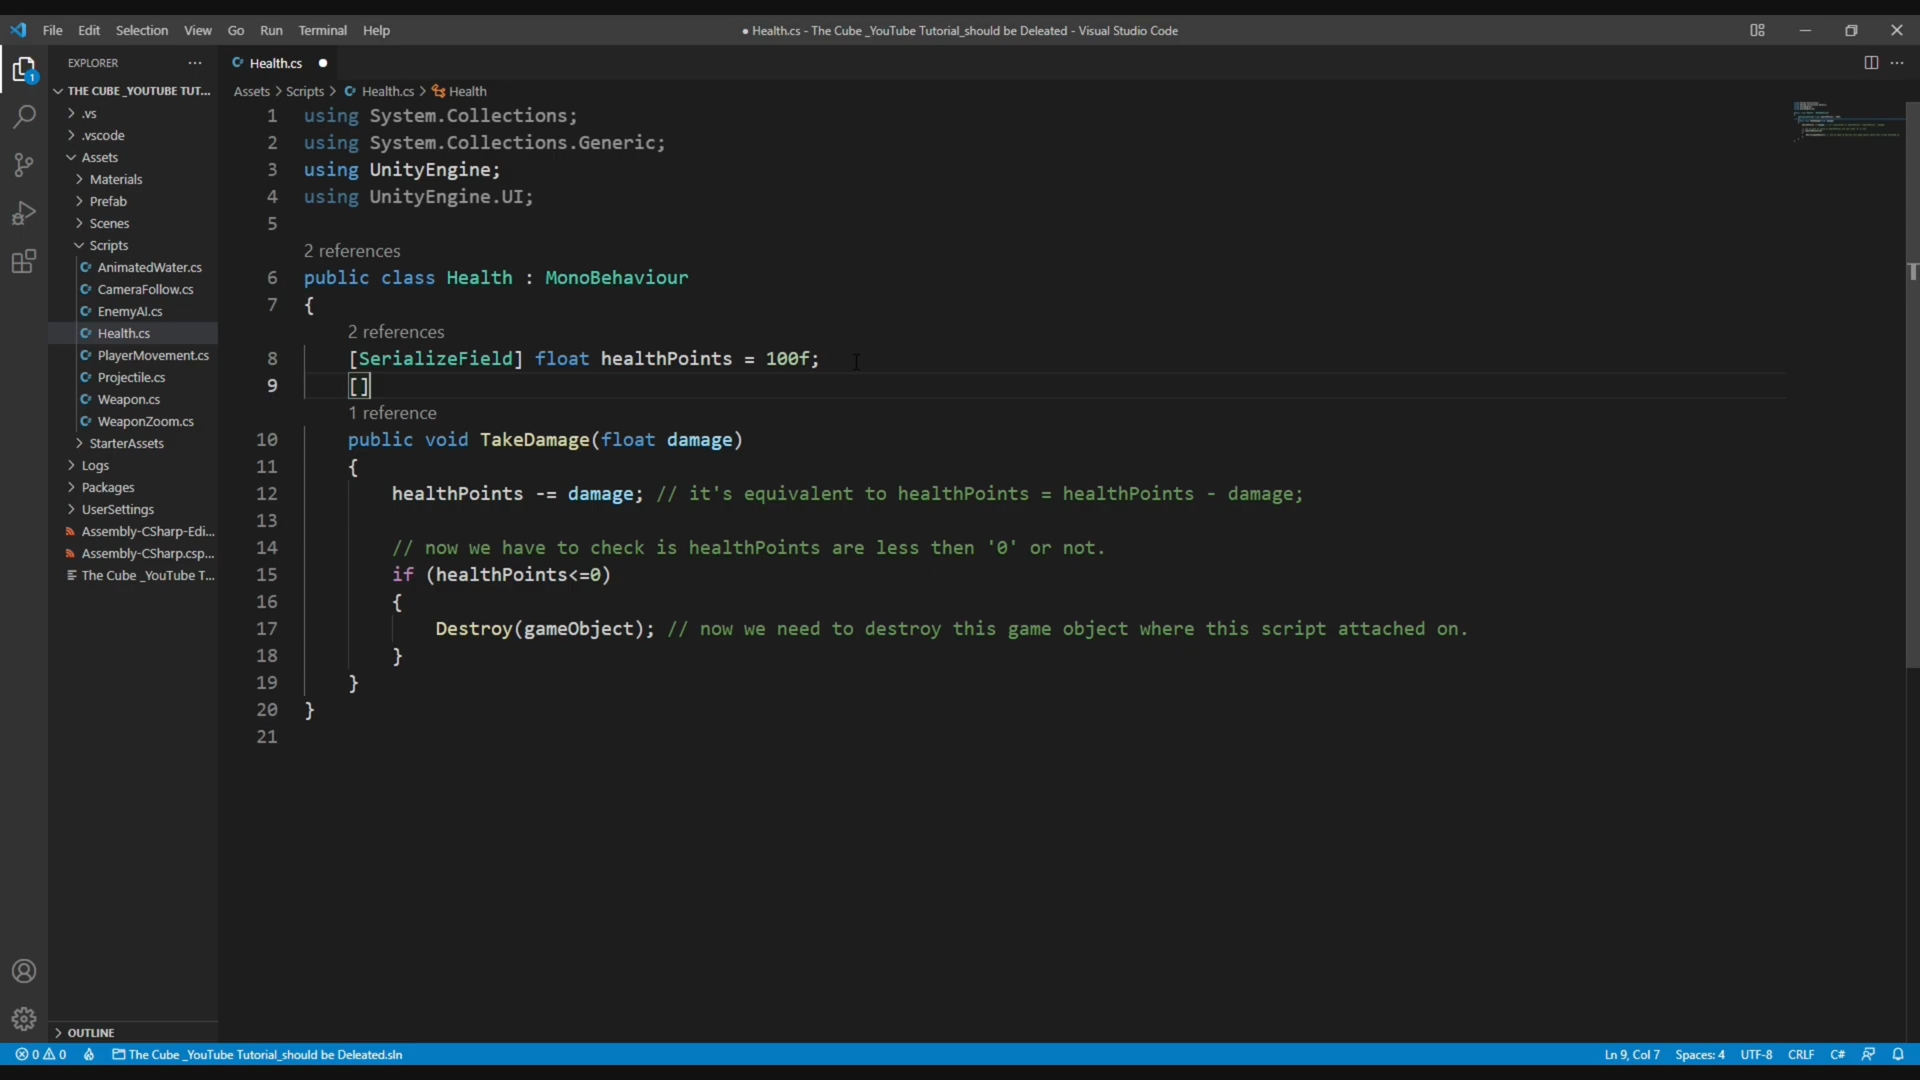 File Edit Selection View Go Run Terminal Help
● Health.cs - The Cube _YouTube Tutorial_should be Deleated - Visual Studio Code
EXPLORER ...
Health.cs ●
1
THE CUBE _YOUTUBE TUT...
Assets > Scripts > Health.cs > Health
.vs
.vscode
Assets
Materials
Prefab
Scenes
Scripts
AnimatedWater.cs
CameraFollow.cs
EnemyAI.cs
Health.cs
PlayerMovement.cs
Projectile.cs
Weapon.cs
WeaponZoom.cs
StarterAssets
Logs
Packages
UserSettings
Assembly-CSharp-Edi...
Assembly-CSharp.csp...
The Cube _YouTube T...
OUTLINE
1 using System.Collections;
2 using System.Collections.Generic;
3 using UnityEngine;
4 using UnityEngine.UI;
5
2 references
6 public class Health : MonoBehaviour
7 {
2 references
8 [SerializeField] float healthPoints = 100f;
9 []
1 reference
10 public void TakeDamage(float damage)
11 {
12 healthPoints -= damage; // it's equivalent to healthPoints = healthPoints - damage;
13
14 // now we have to check is healthPoints are less then '0' or not.
15 if (healthPoints<=0)
16 {
17 Destroy(gameObject); // now we need to destroy this game object where this script attached on.
18 }
19 }
20 }
21
0 0 The Cube _YouTube Tutorial_should be Deleated.sln
Ln 9, Col 7 Spaces: 4 UTF-8 CRLF C#